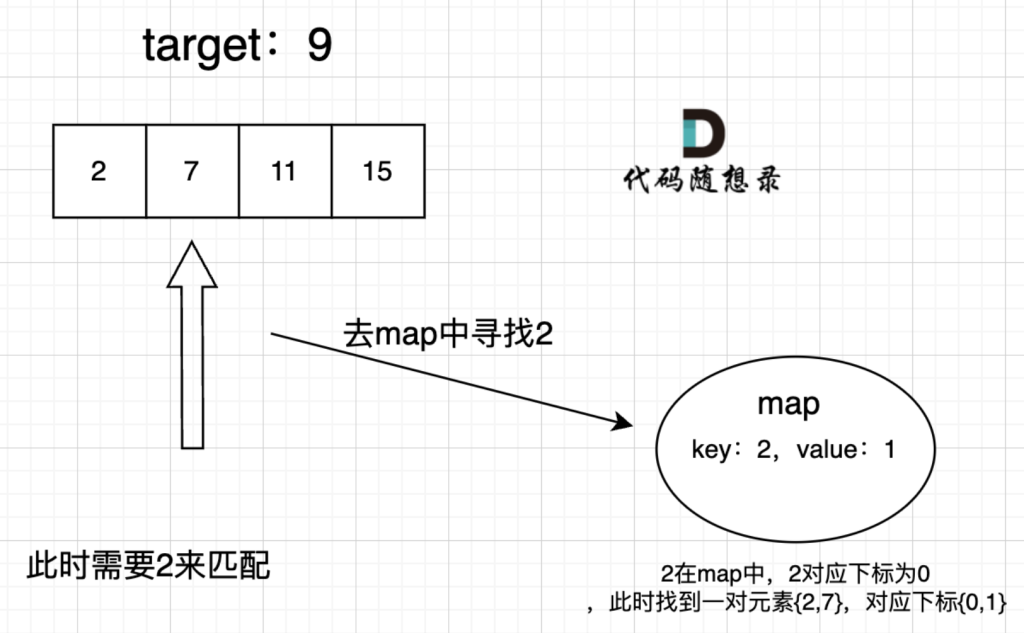 target：9
2 7 11 15
代码随想录
去map中寻找2
map
key：2，value：1
此时需要2来匹配
2在map中，2对应下标为0
，此时找到一对元素{2,7}，对应下标{0,1}